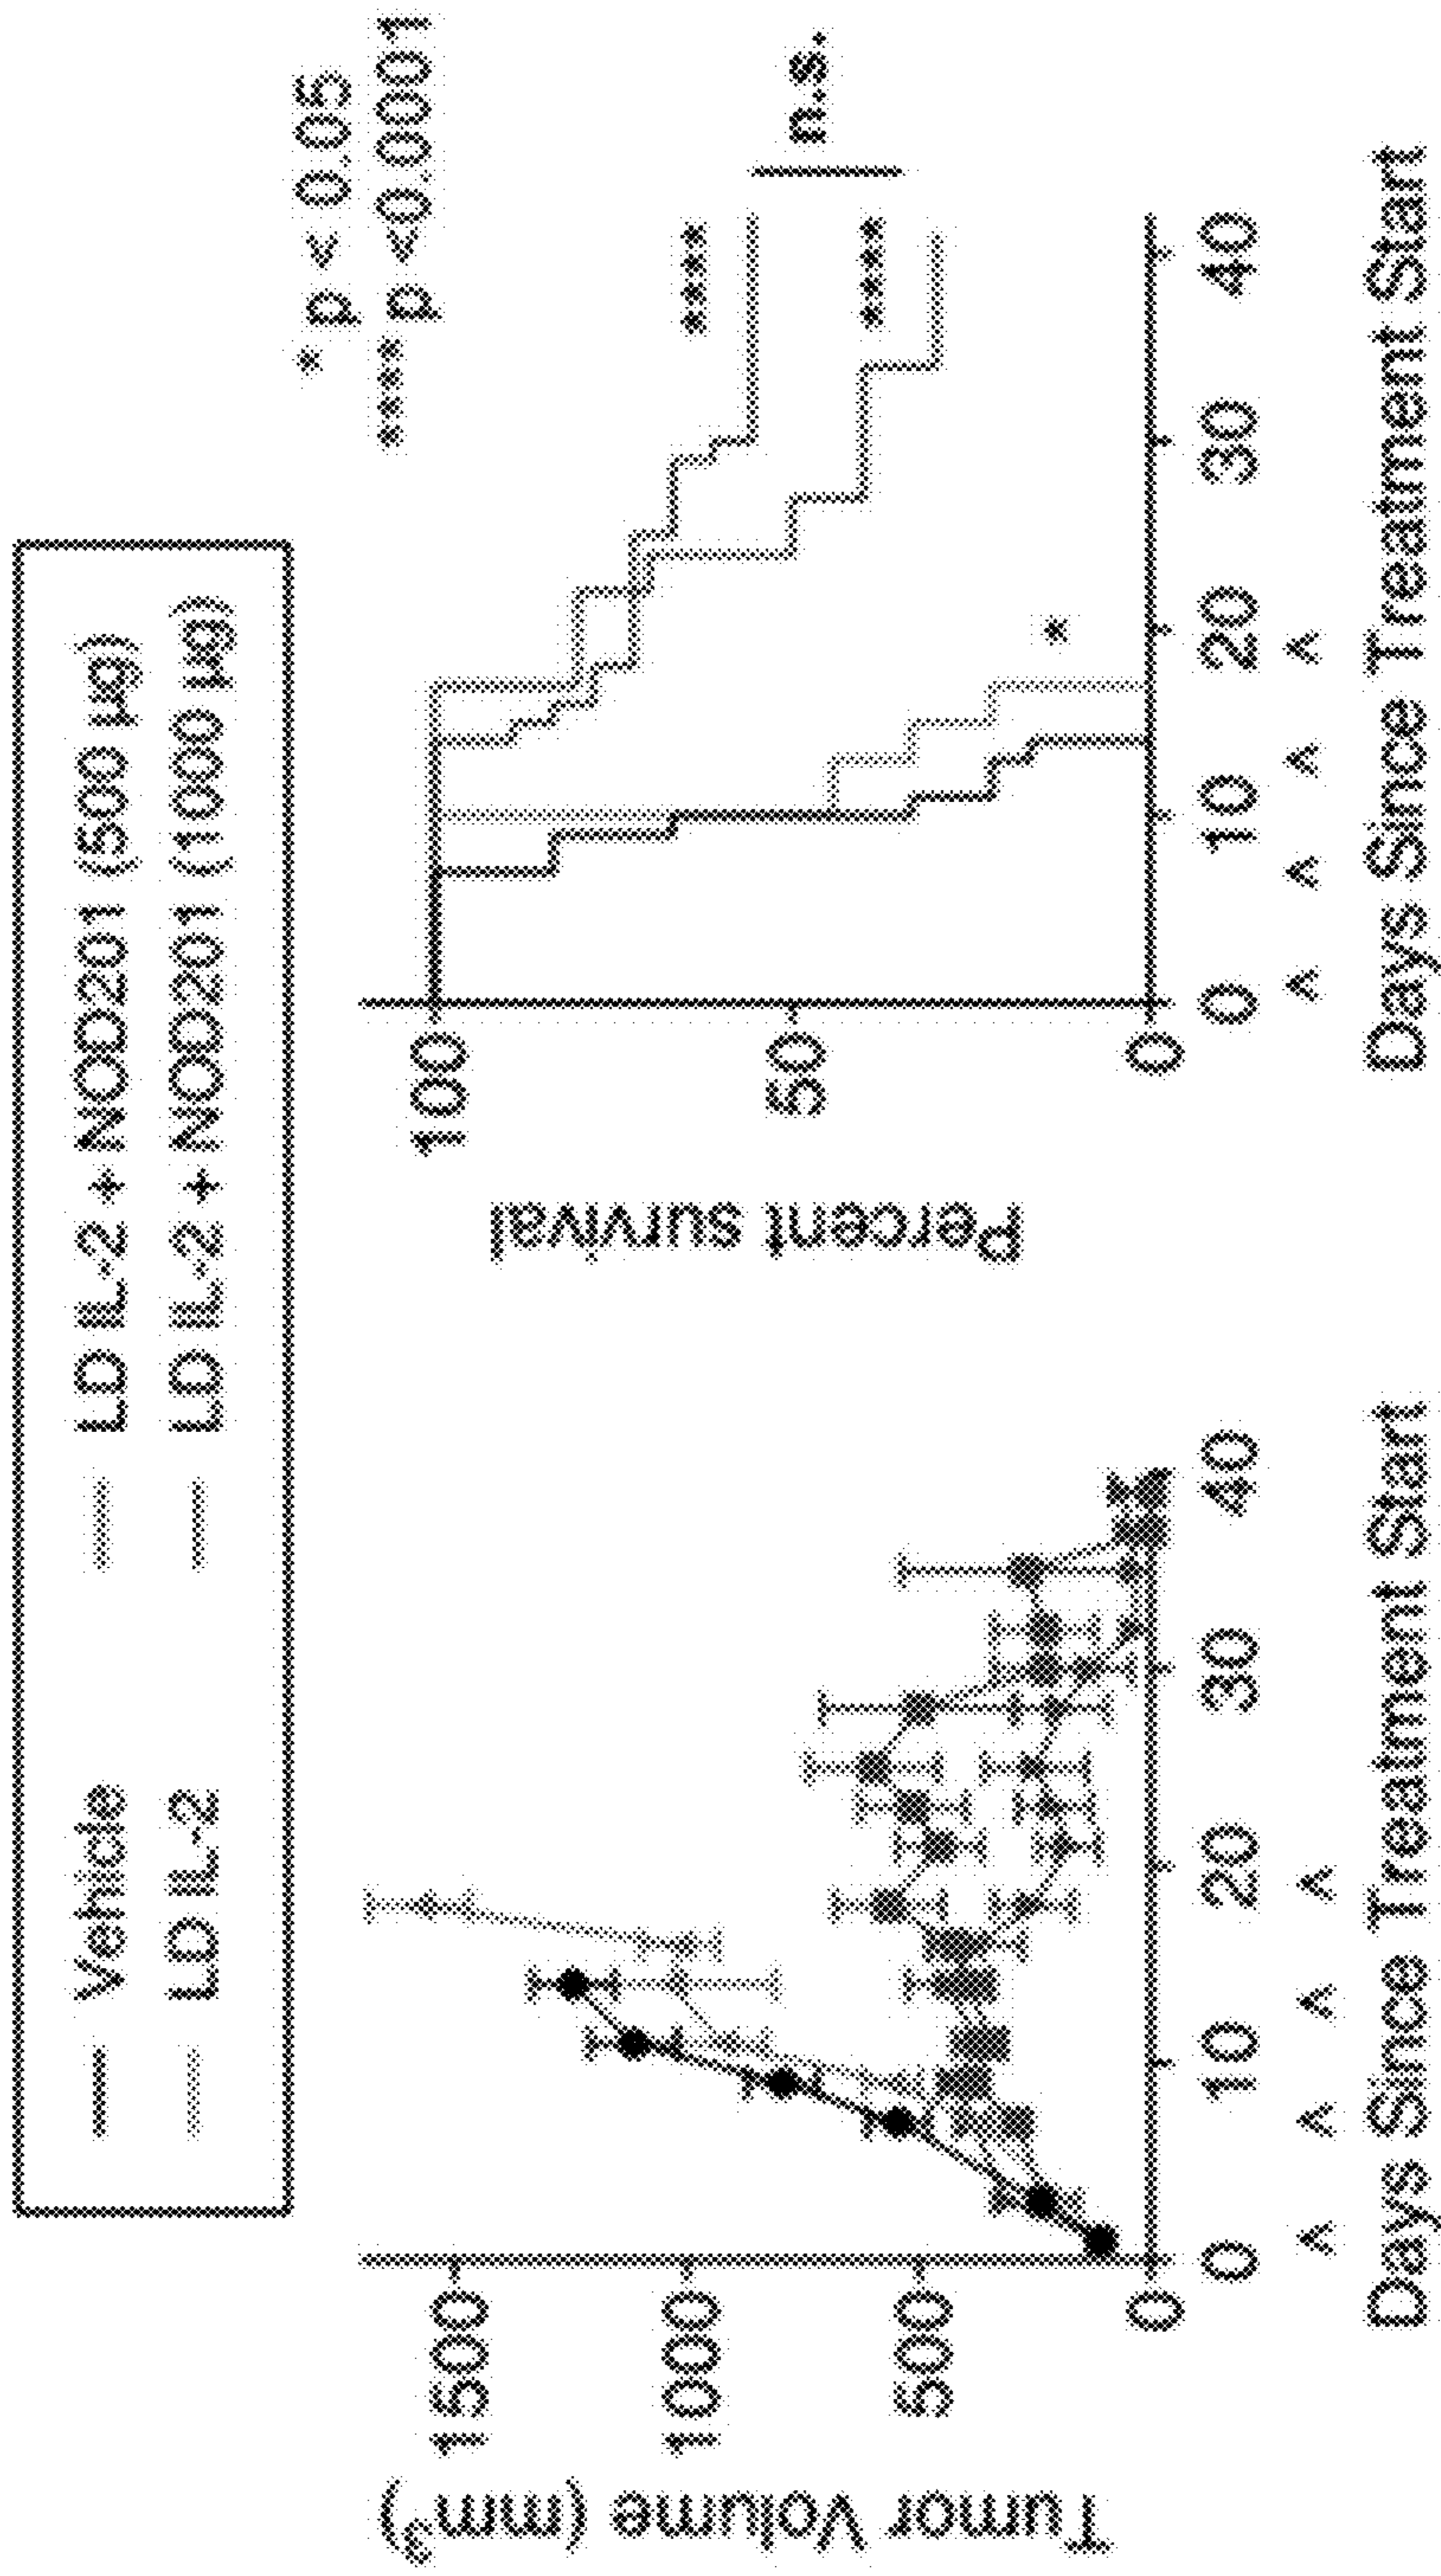 Vehicle
LD IL-2
LD IL-2 + NOD201 (500 µg)
LD IL-2 + NOD201 (1000 µg)
Tumor Volume (mm³)
1500
1000
500
0
0 10 20 30 40
^ ^ ^ ^
Days Since Treatment Start
* p < 0.05
**** p <0.0001
Percent survival
100
50
0
****
****
n.s.
*
0 10 20 30 40
^ ^ ^ ^
Days Since Treatment Start